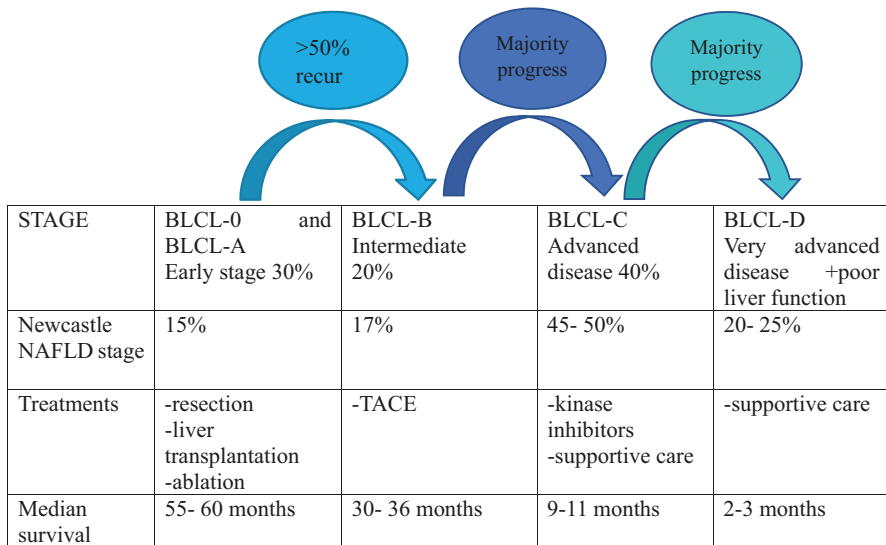 >50%
recur
Majority
progress
Majority
progress
STAGE
BLCL-0 and
BLCL-A
Early stage 30%
BLCL-B
Intermediate
20%
BLCL-C
Advanced
disease 40%
BLCL-D
Very advanced
disease +poor
liver function
Newcastle
NAFLD stage
15%
17%
45- 50%
20- 25%
Treatments
-resection
-liver
transplantation
-ablation
-TACE
-kinase
inhibitors
-supportive care
-supportive care
Median
survival
55- 60 months
30- 36 months
9-11 months
2-3 months